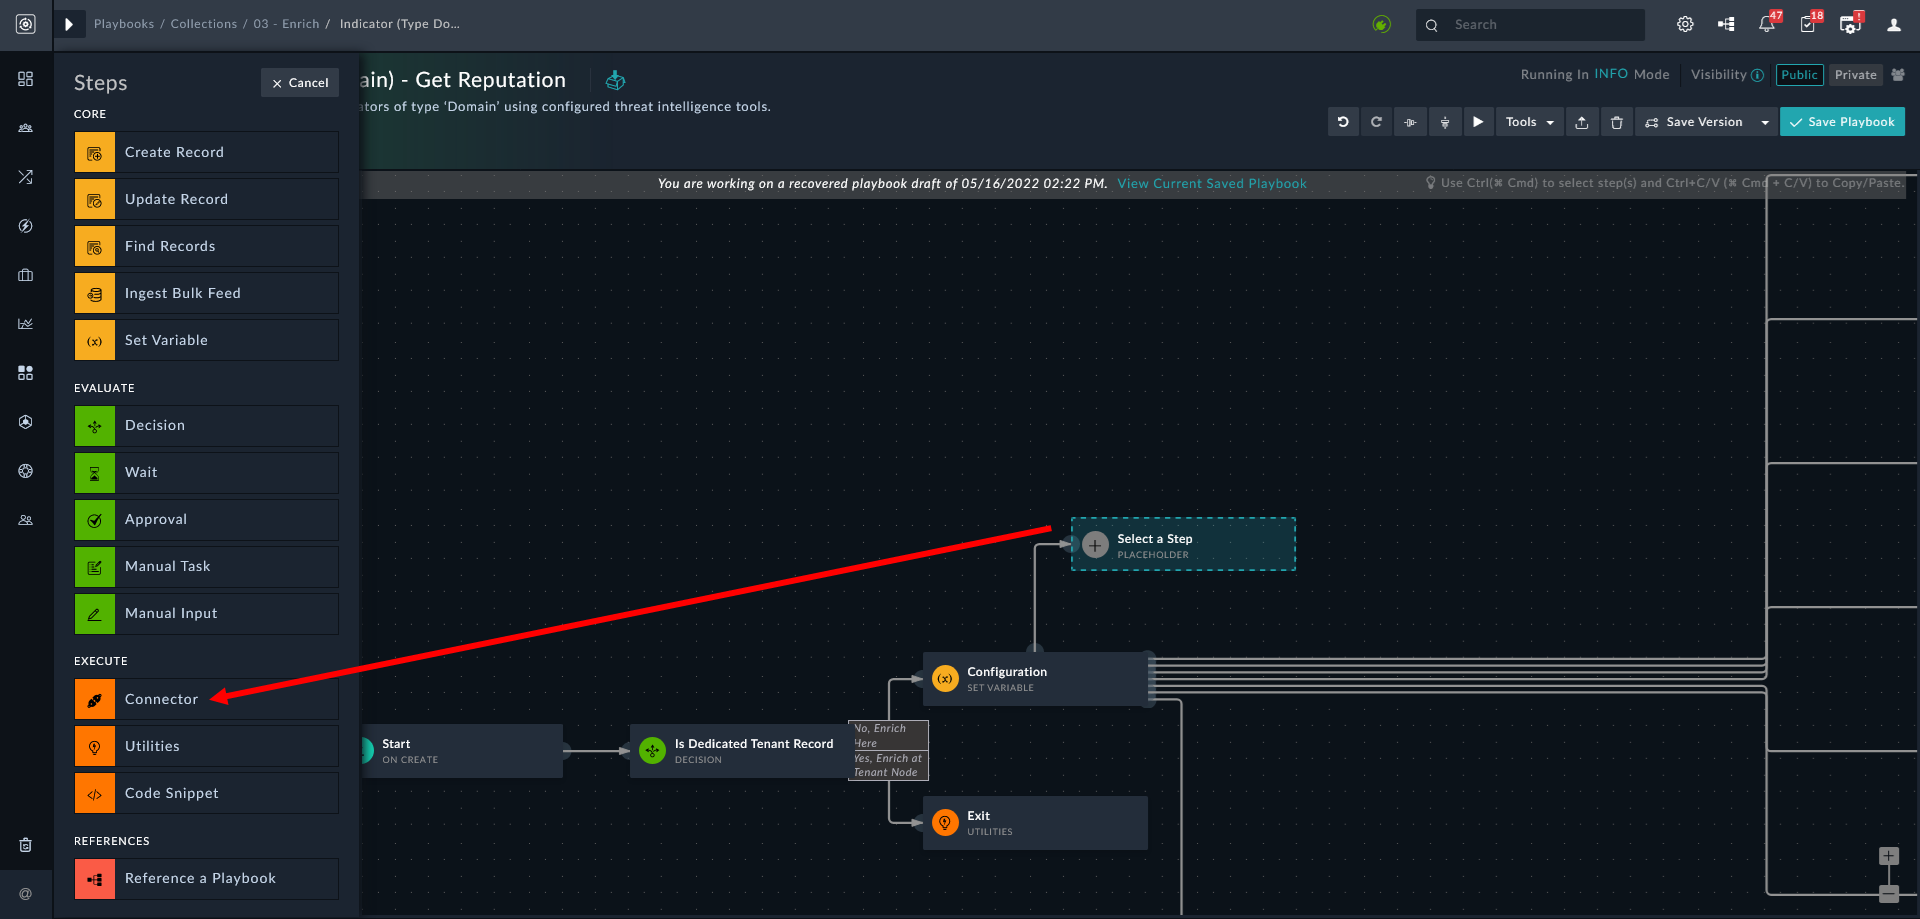 Playbooks / Collections / 03 - Enrich / Indicator (Type Do...
Search
47
18
!
Steps
× Cancel
CORE
Create Record
Update Record
Find Records
Ingest Bulk Feed
(x) Set Variable
EVALUATE
Decision
Wait
Approval
Manual Task
Manual Input
EXECUTE
Connector
Utilities
</> Code Snippet
REFERENCES
Reference a Playbook
@
ain) - Get Reputation
ators of type ‘Domain’ using configured threat intelligence tools.
Running In INFO Mode
Visibility
Public
Private
Tools
Save Version
Save Playbook
You are working on a recovered playbook draft of 05/16/2022 02:22 PM. View Current Saved Playbook
Use Ctrl(⌘ Cmd) to select step(s) and Ctrl+C/V (⌘ Cmd + C/V) to Copy/Paste.
Select a Step
PLACEHOLDER
(x) Configuration
SET VARIABLE
Start
ON CREATE
Is Dedicated Tenant Record
DECISION
No, Enrich
Here
Yes, Enrich at
Tenant Node
Exit
UTILITIES